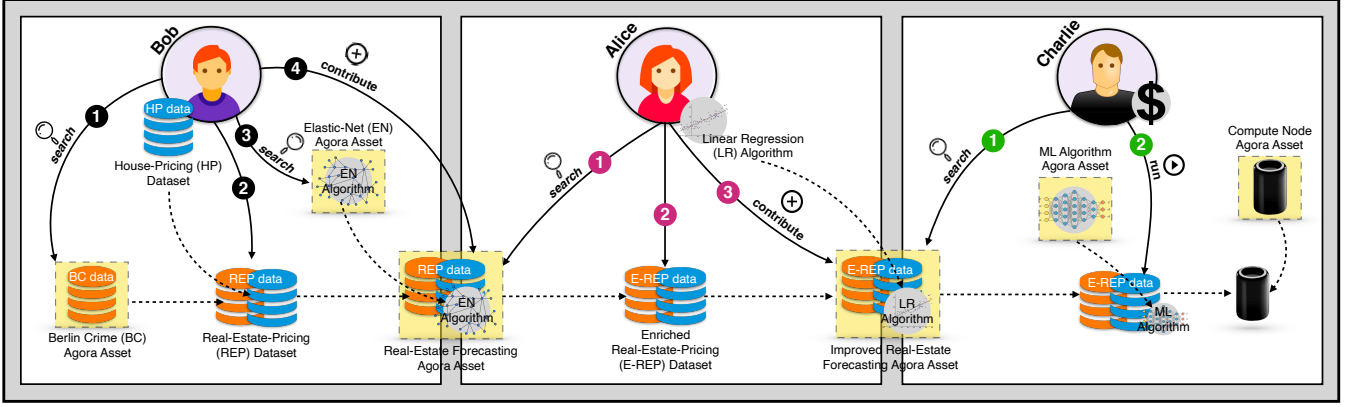 Bob
4
contribute
1
search
HP data
House-Pricing (HP)
Dataset
3
search
Elastic-Net (EN)
Agora Asset
EN
Algorithm
2
BC data
Berlin Crime (BC)
Agora Asset
REP data
Real-Estate-Pricing
(REP) Dataset
REP data
EN
Algorithm
Real-Estate Forecasting
Agora Asset
Alice
Linear Regression
(LR) Algorithm
search
1
2
3
contribute
E-REP data
Enriched
Real-Estate-Pricing
(E-REP) Dataset
E-REP data
LR
Algorithm
Improved Real-Estate
Forecasting Agora Asset
Charlie
$
search
1
2
run
ML Algorithm
Agora Asset
Compute Node
Agora Asset
E-REP data
ML
Algorithm